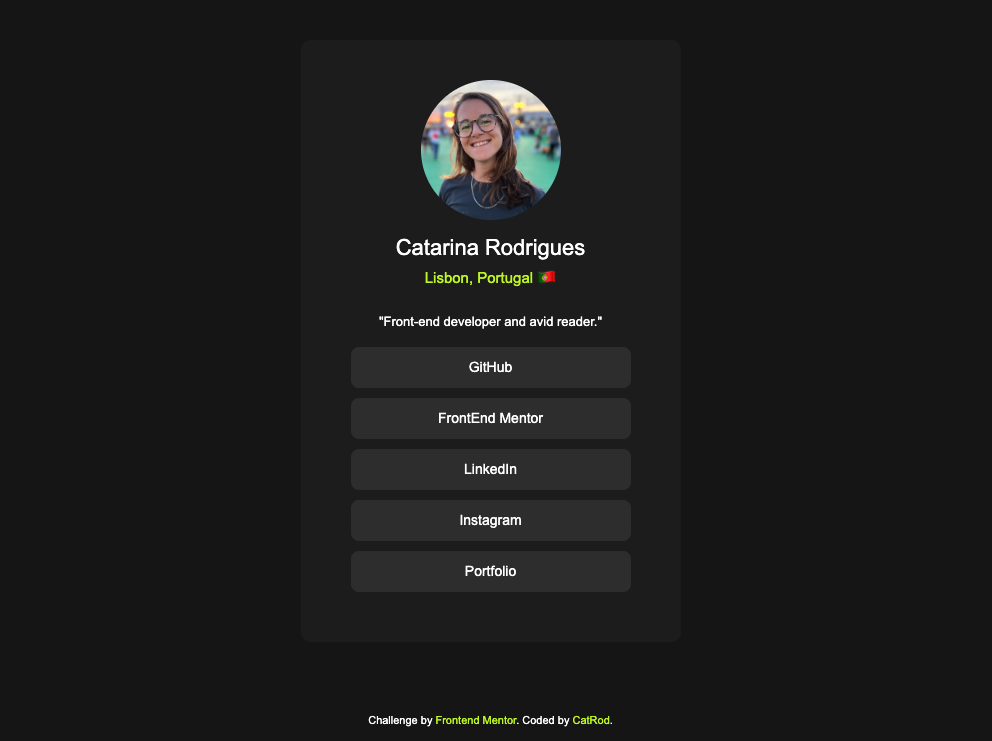 Catarina Rodrigues
Lisbon, Portugal 🇵🇹
"Front-end developer and avid reader."
GitHub
FrontEnd Mentor
LinkedIn
Instagram
Portfolio
Challenge by Frontend Mentor. Coded by CatRod.